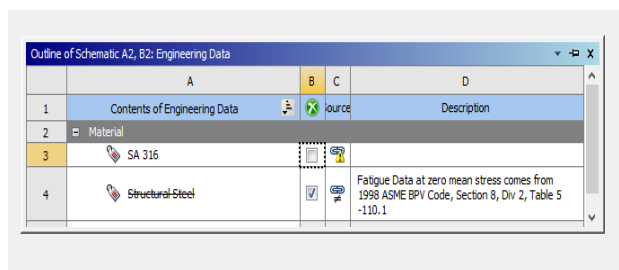 Outline of Schematic A2, B2: Engineering Data
A B C D
1 Contents of Engineering Data Description
2 Material
3 SA 316
4 Structural Steel
Fatigue Data at zero mean stress comes from
1998 ASME BPV Code, Section 8, Div 2, Table 5
-110.1